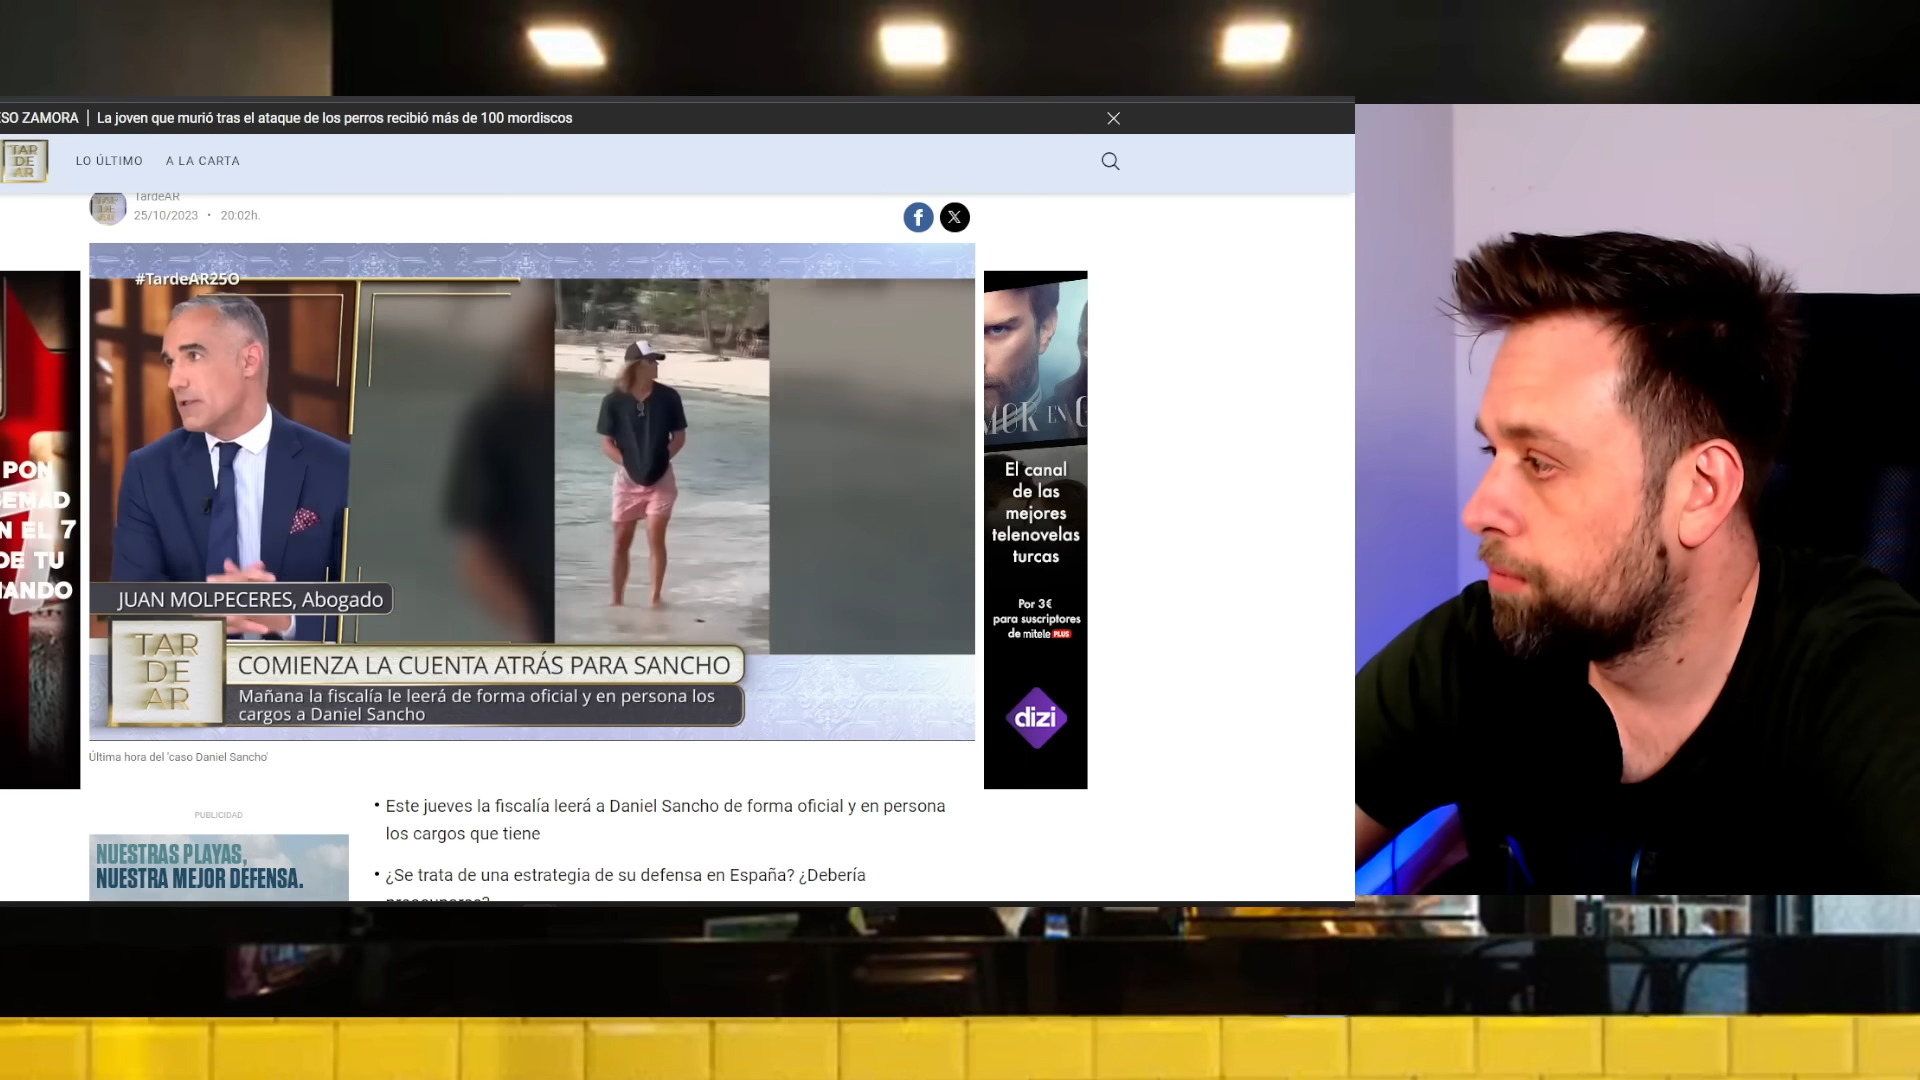 SO ZAMORA | La joven que murió tras el ataque de los perros recibió más de 100 mordiscos
TAR
DE
AR
LO ÚLTIMO A LA CARTA
TardeAR
25/10/2023 • 20:02h.
#TardeAR25O
JUAN MOLPECERES, Abogado
TAR
DE
AR
COMIENZA LA CUENTA ATRÁS PARA SANCHO
Mañana la fiscalía le leerá de forma oficial y en persona los
cargos a Daniel Sancho
Última hora del 'caso Daniel Sancho'
PON
EMAD
N EL 7
DE TU
ANDO
MOR EN
El canal
de las
mejores
telenovelas
turcas
Por 3€
para suscriptores
de mitele PLUS
dizi
PUBLICIDAD
NUESTRAS PLAYAS,
NUESTRA MEJOR DEFENSA.
• Este jueves la fiscalía leerá a Daniel Sancho de forma oficial y en persona
los cargos que tiene
• ¿Se trata de una estrategia de su defensa en España? ¿Debería